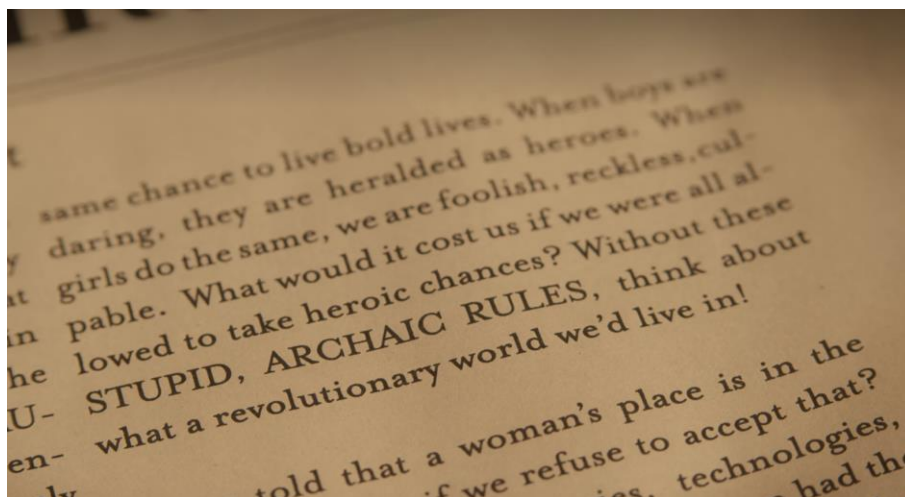 same chance to live bold lives. When boys are
daring, they are heralded as heroes. When
girls do the same, we are foolish, reckless, cul-
pable. What would it cost us if we were all al-
lowed to take heroic chances? Without these
STUPID, ARCHAIC RULES, think about
what a revolutionary world we'd live in!
told that a woman's place is in the
if we refuse to accept that?
technologies,
had the
in
he
U-
en-